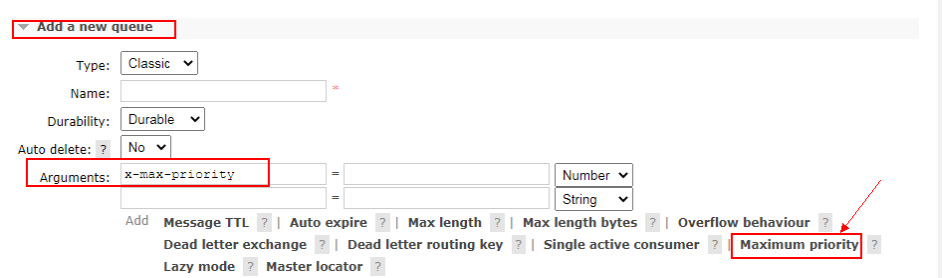 Add a new queue
Type: Classic
Name: *
Durability: Durable
Auto delete: ? No
Arguments: x-max-priority = Number
= String
Add Message TTL ? | Auto expire ? | Max length ? | Max length bytes ? | Overflow behaviour ?
Dead letter exchange ? | Dead letter routing key ? | Single active consumer ? | Maximum priority ?
Lazy mode ? Master locator ?